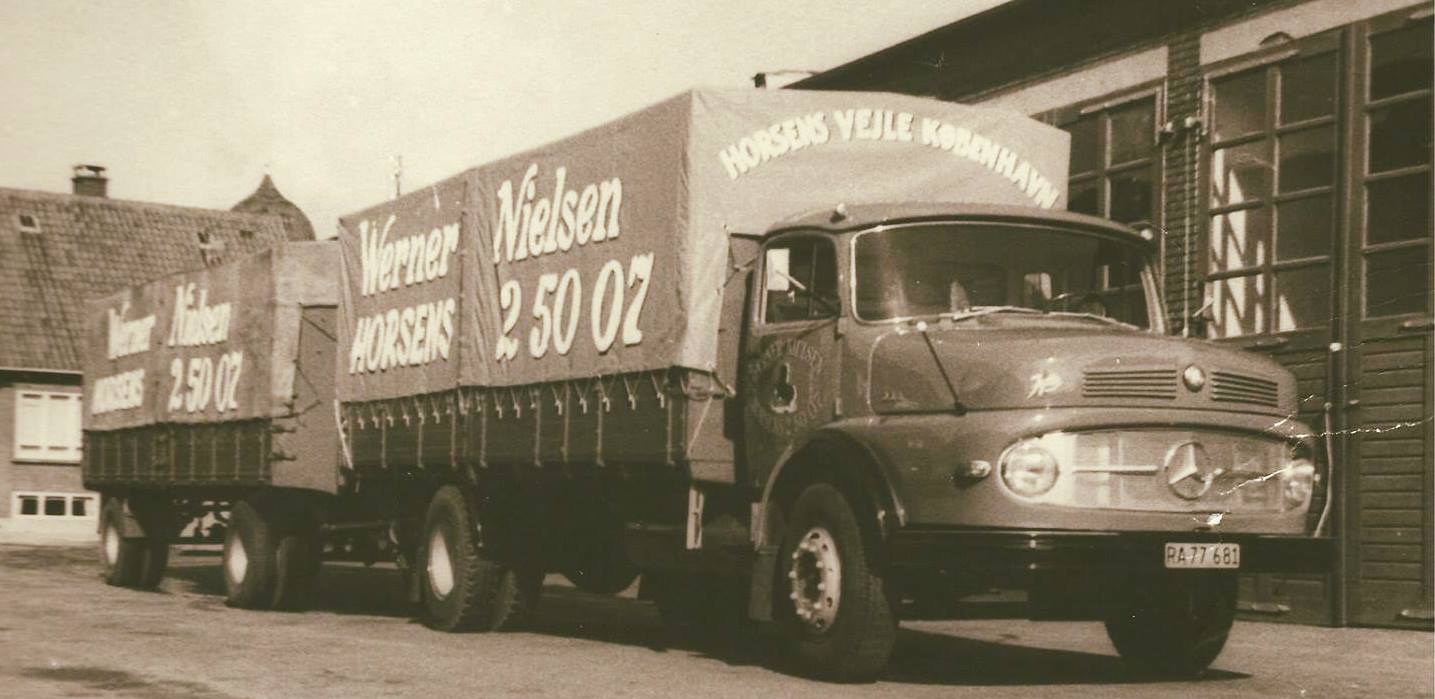 HORSENS VEJLE KØBENHAVN
Werner Nielsen
HORSENS 2 50 07
Werner Nielsen
HORSENS 2 50 07
RA 77 681